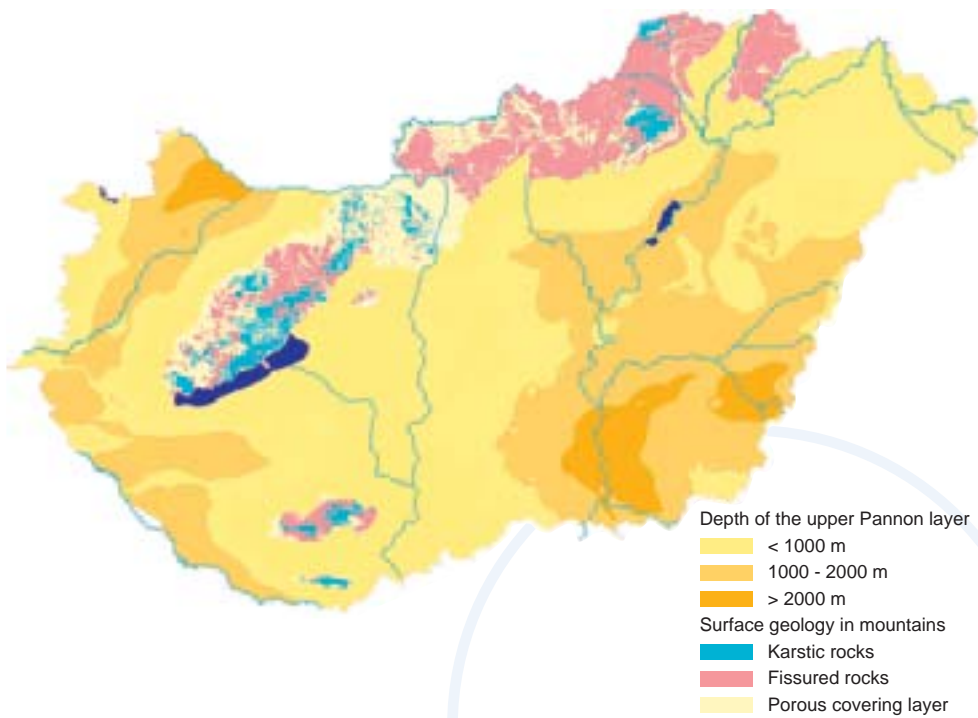 Depth of the upper Pannon layer
< 1000 m
1000 - 2000 m
> 2000 m
Surface geology in mountains
Karstic rocks
Fissured rocks
Porous covering layer